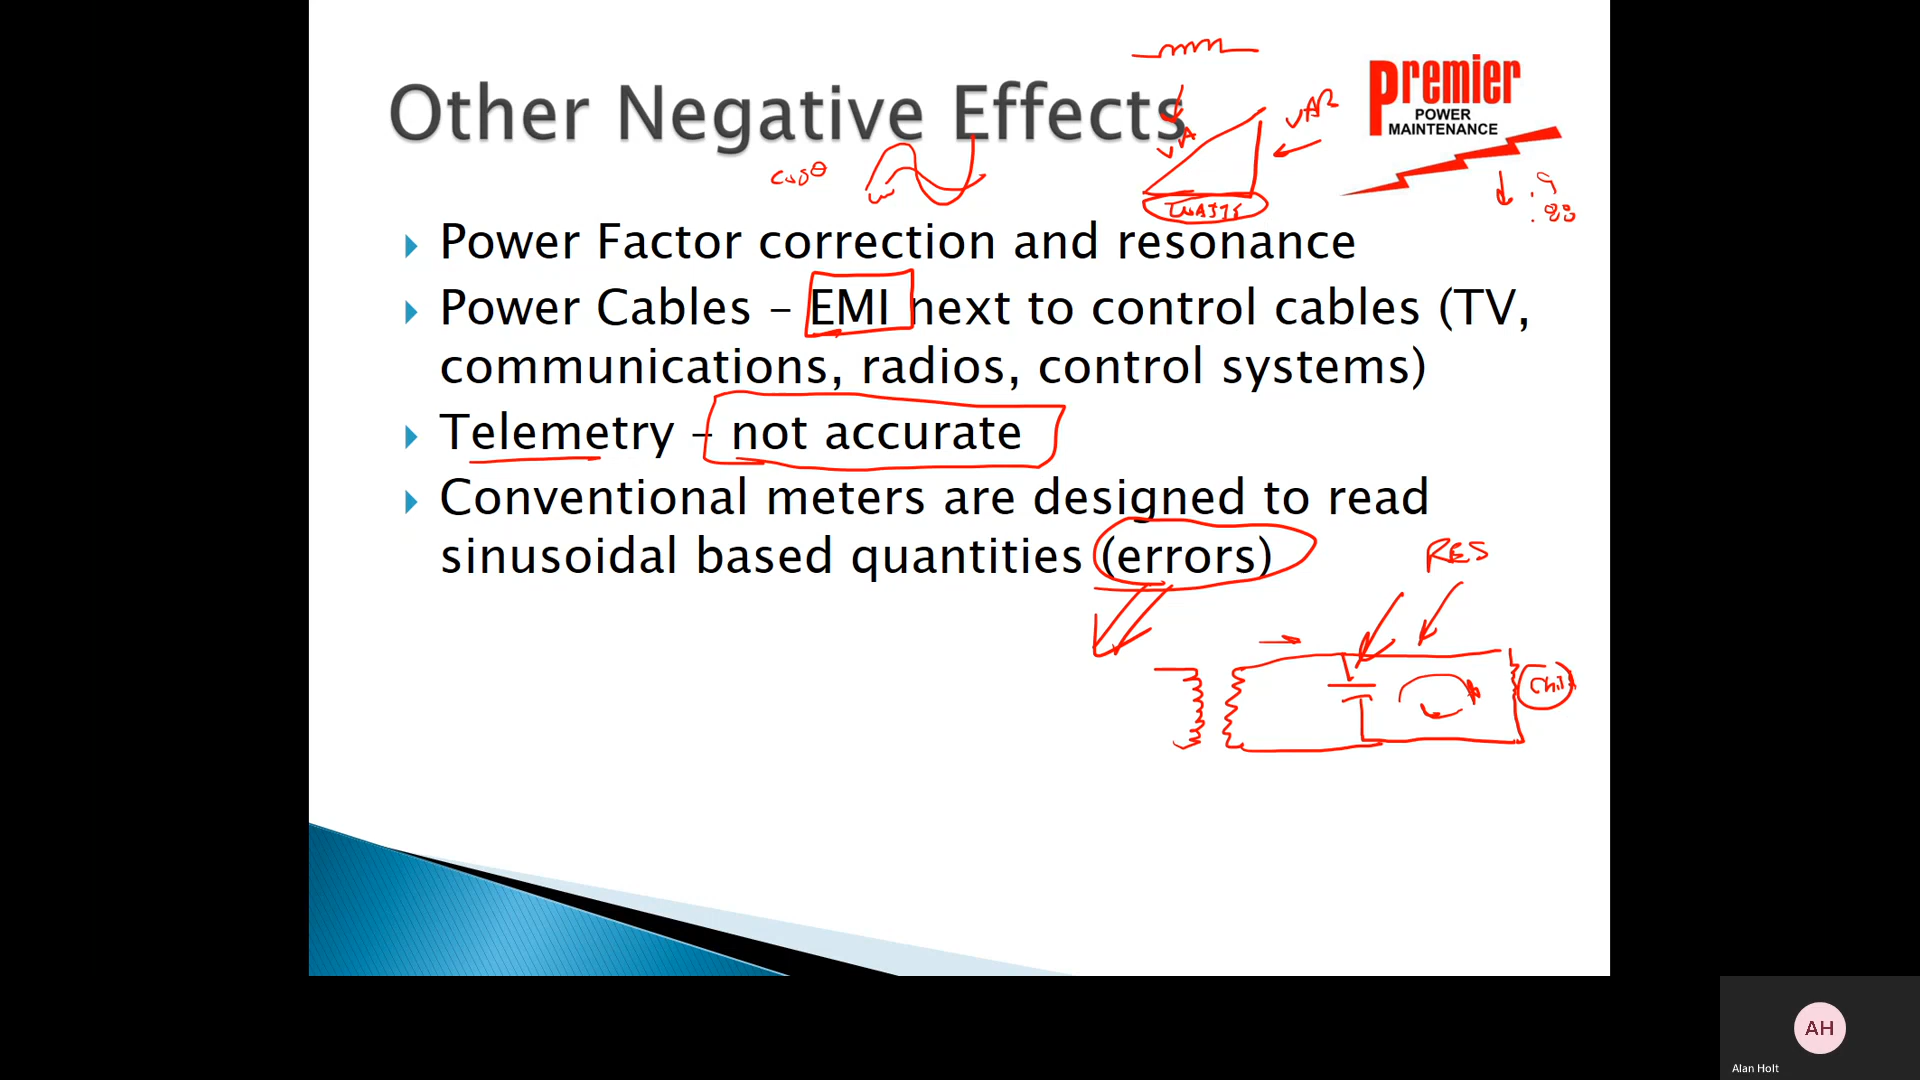 Other Negative Effects
Premier
POWER
MAINTENANCE
VA
VAR
WATTS
cos θ
.9
Power Factor correction and resonance
Power Cables – EMI next to control cables (TV,
communications, radios, control systems)
Telemetry – not accurate
Conventional meters are designed to read
sinusoidal based quantities (errors)
RES
AH
Alan Holt